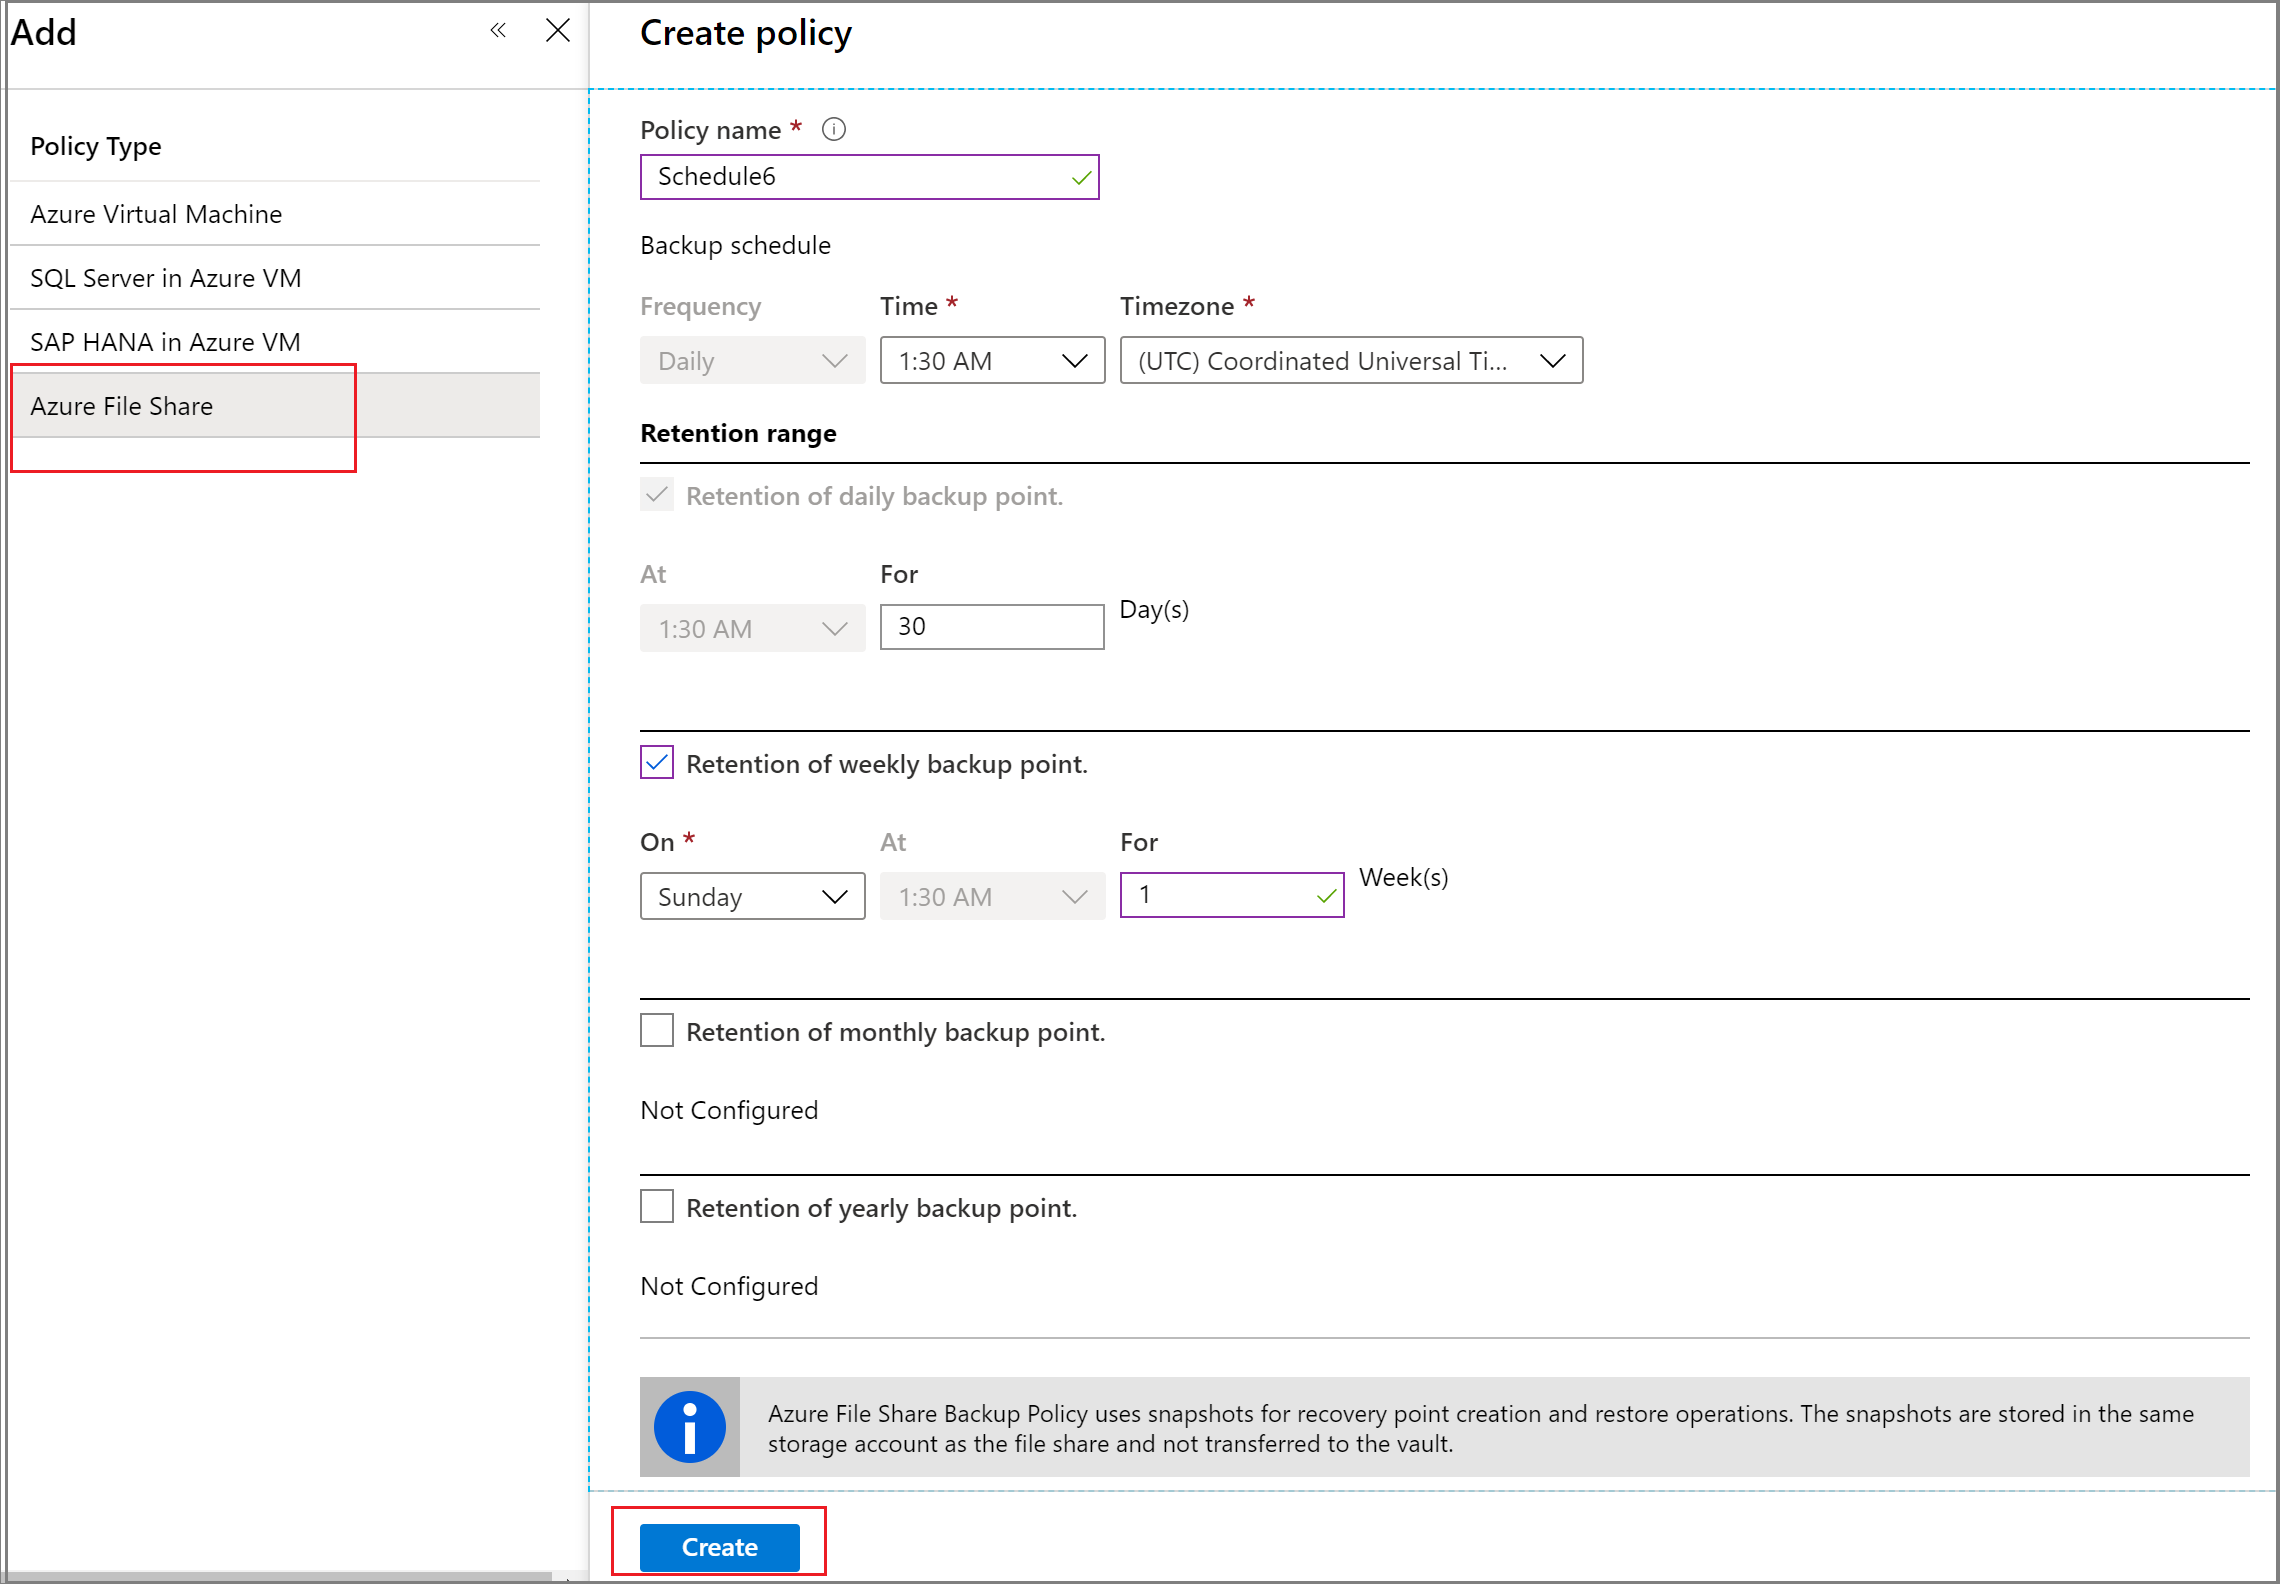 Add
Create policy
Policy Type
Azure Virtual Machine
SQL Server in Azure VM
SAP HANA in Azure VM
Azure File Share
Policy name *
Schedule6
Backup schedule
Frequency Time * Timezone *
Daily 1:30 AM (UTC) Coordinated Universal Ti...
Retention range
Retention of daily backup point.
At For
1:30 AM 30 Day(s)
Retention of weekly backup point.
On * At For
Sunday 1:30 AM 1 Week(s)
Retention of monthly backup point.
Not Configured
Retention of yearly backup point.
Not Configured
Azure File Share Backup Policy uses snapshots for recovery point creation and restore operations. The snapshots are stored in the same
storage account as the file share and not transferred to the vault.
Create